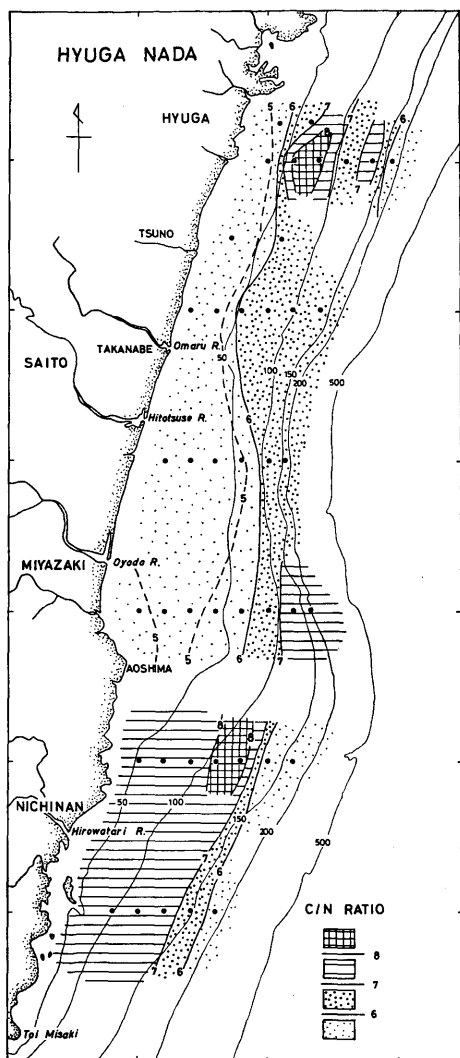 HYUGA NADA
HYUGA
5 6 7 7 6
8
7
TSUNO
TAKANABE
Omaru R.
50
100
150
200
500
SAITO
Hitotsuse R.
6
5
MIYAZAKI
Oyodo R.
5 5 6 7
AOSHIMA
8 8
NICHINAN
50
100
150
200
500
Hirowatari R.
7 6
7 6
Toi Misaki
C/N RATIO
8
7
6